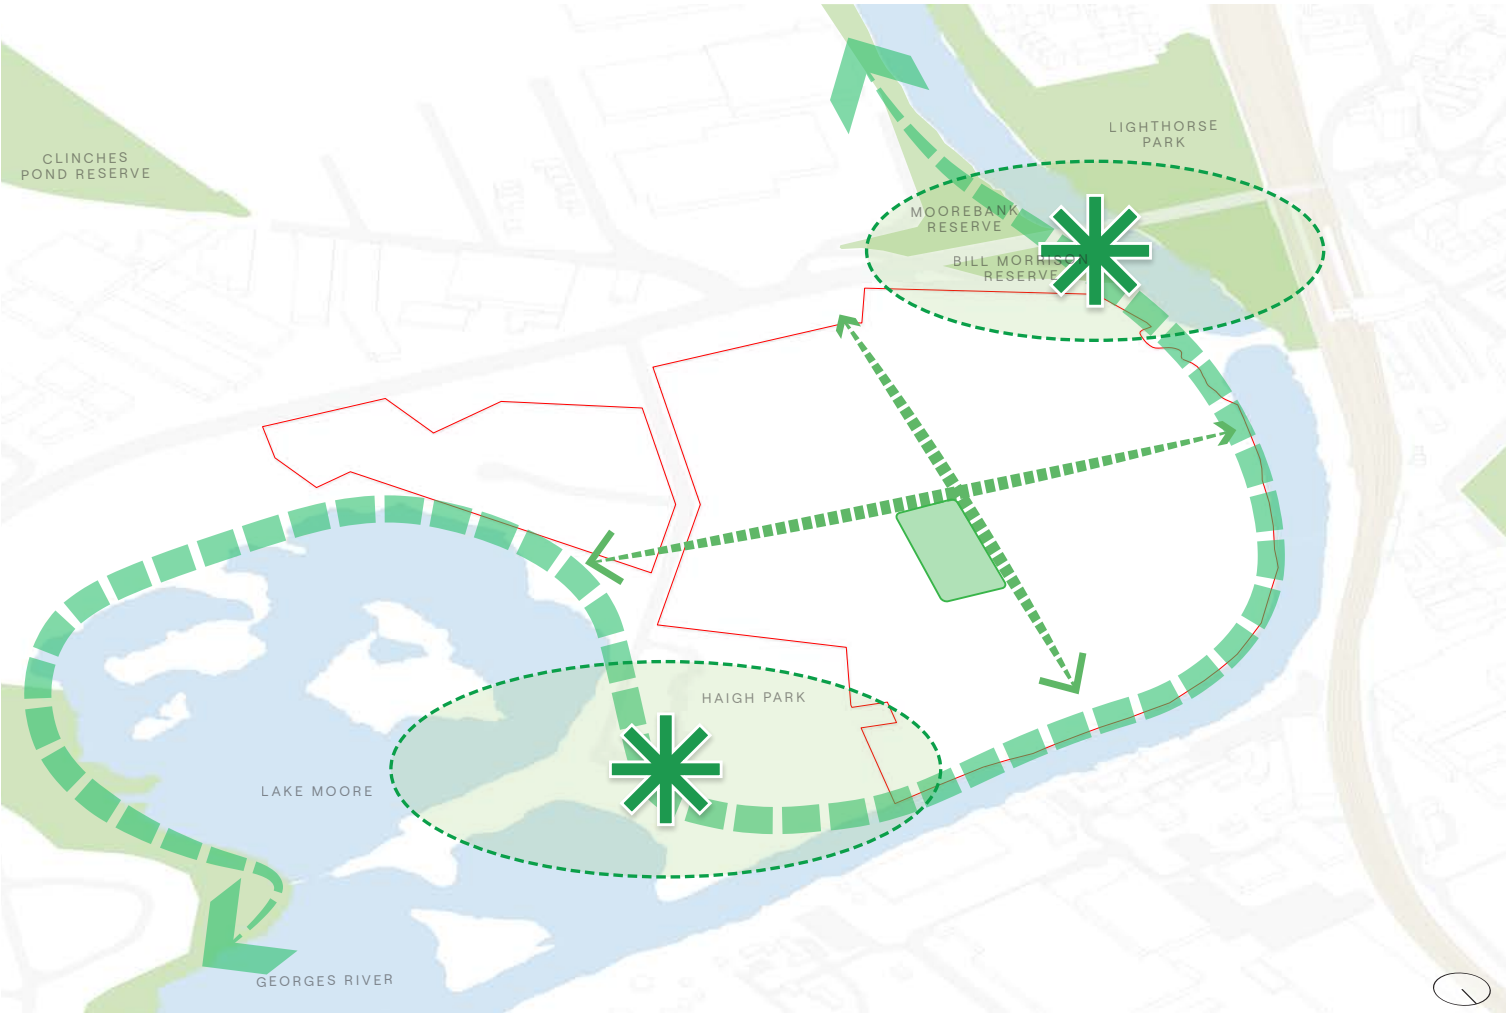 LIGHTHORSE
PARK
CLINCHES
POND RESERVE
MOOREBANK
RESERVE
BILL MORRISON
RESERVE
HAIGH PARK
LAKE MOORE
GEORGES RIVER